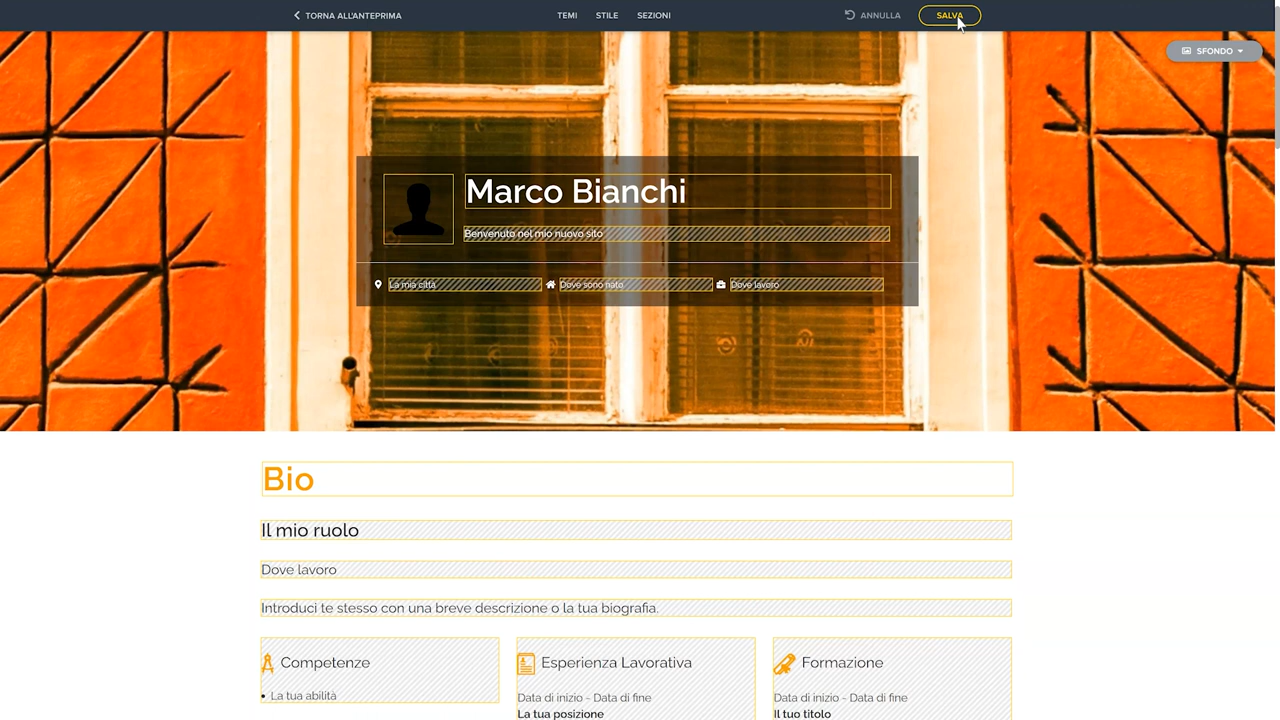 TORNA ALL'ANTEPRIMA TEMI STILE SEZIONI ANNULLA SALVA
SFONDO
Marco Bianchi
Benvenuto nel mio nuovo sito
La mia città Dove sono nato Dove lavoro
Bio
Il mio ruolo
Dove lavoro
Introduci te stesso con una breve descrizione o la tua biografia.
Competenze Esperienza Lavorativa Formazione
La tua abilità Data di inizio - Data di fine Data di inizio - Data di fine
La tua posizione Il tuo titolo